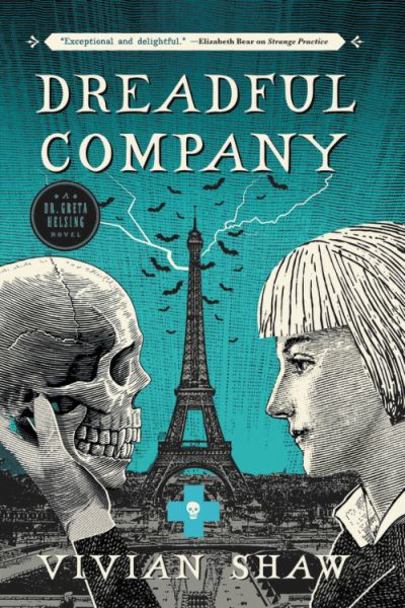 "Exceptional and delightful." —Elizabeth Bear on Strange Practice
DREADFUL
COMPANY
A
DR. GRETA
HELSING
NOVEL
VIVIAN SHAW